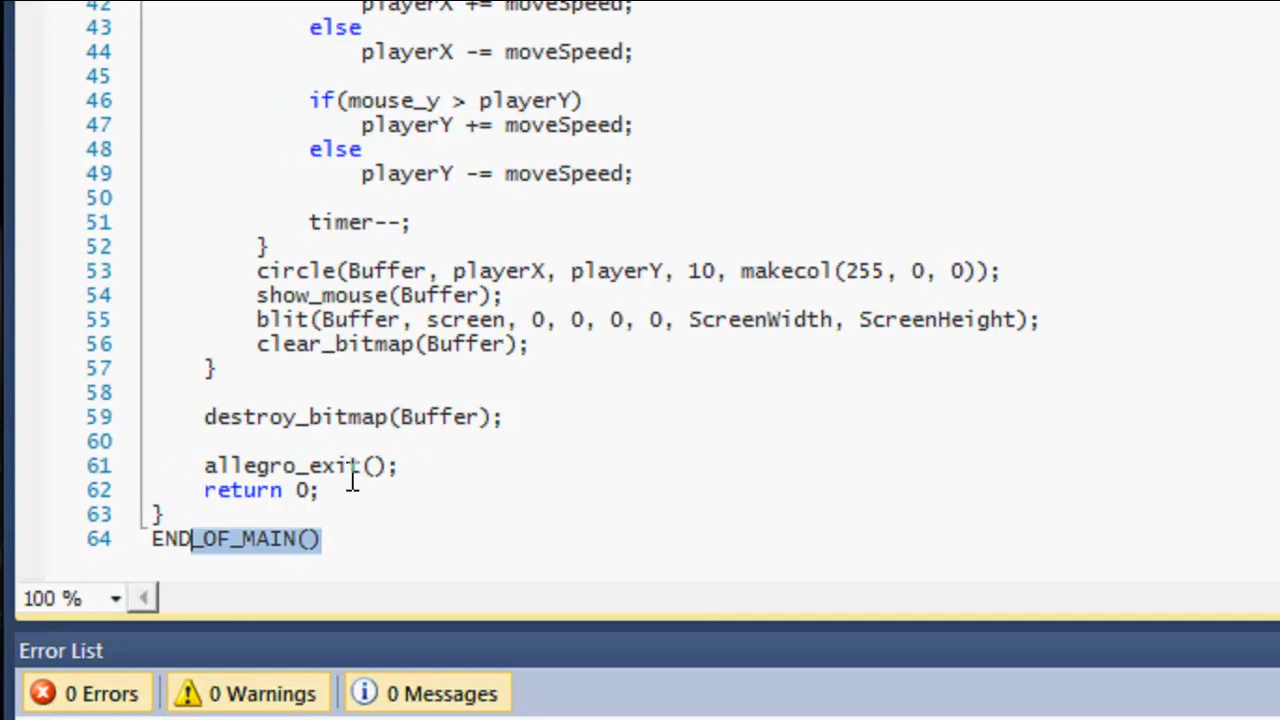 42 playerX += moveSpeed;
43 else
44 playerX -= moveSpeed;
45
46 if(mouse_y > playerY)
47 playerY += moveSpeed;
48 else
49 playerY -= moveSpeed;
50
51 timer--;
52 }
53 circle(Buffer, playerX, playerY, 10, makecol(255, 0, 0));
54 show_mouse(Buffer);
55 blit(Buffer, screen, 0, 0, 0, 0, ScreenWidth, ScreenHeight);
56 clear_bitmap(Buffer);
57 }
58
59 destroy_bitmap(Buffer);
60
61 allegro_exit();
62 return 0;
63 }
64 END_OF_MAIN()
100 %
Error List
0 Errors 0 Warnings 0 Messages